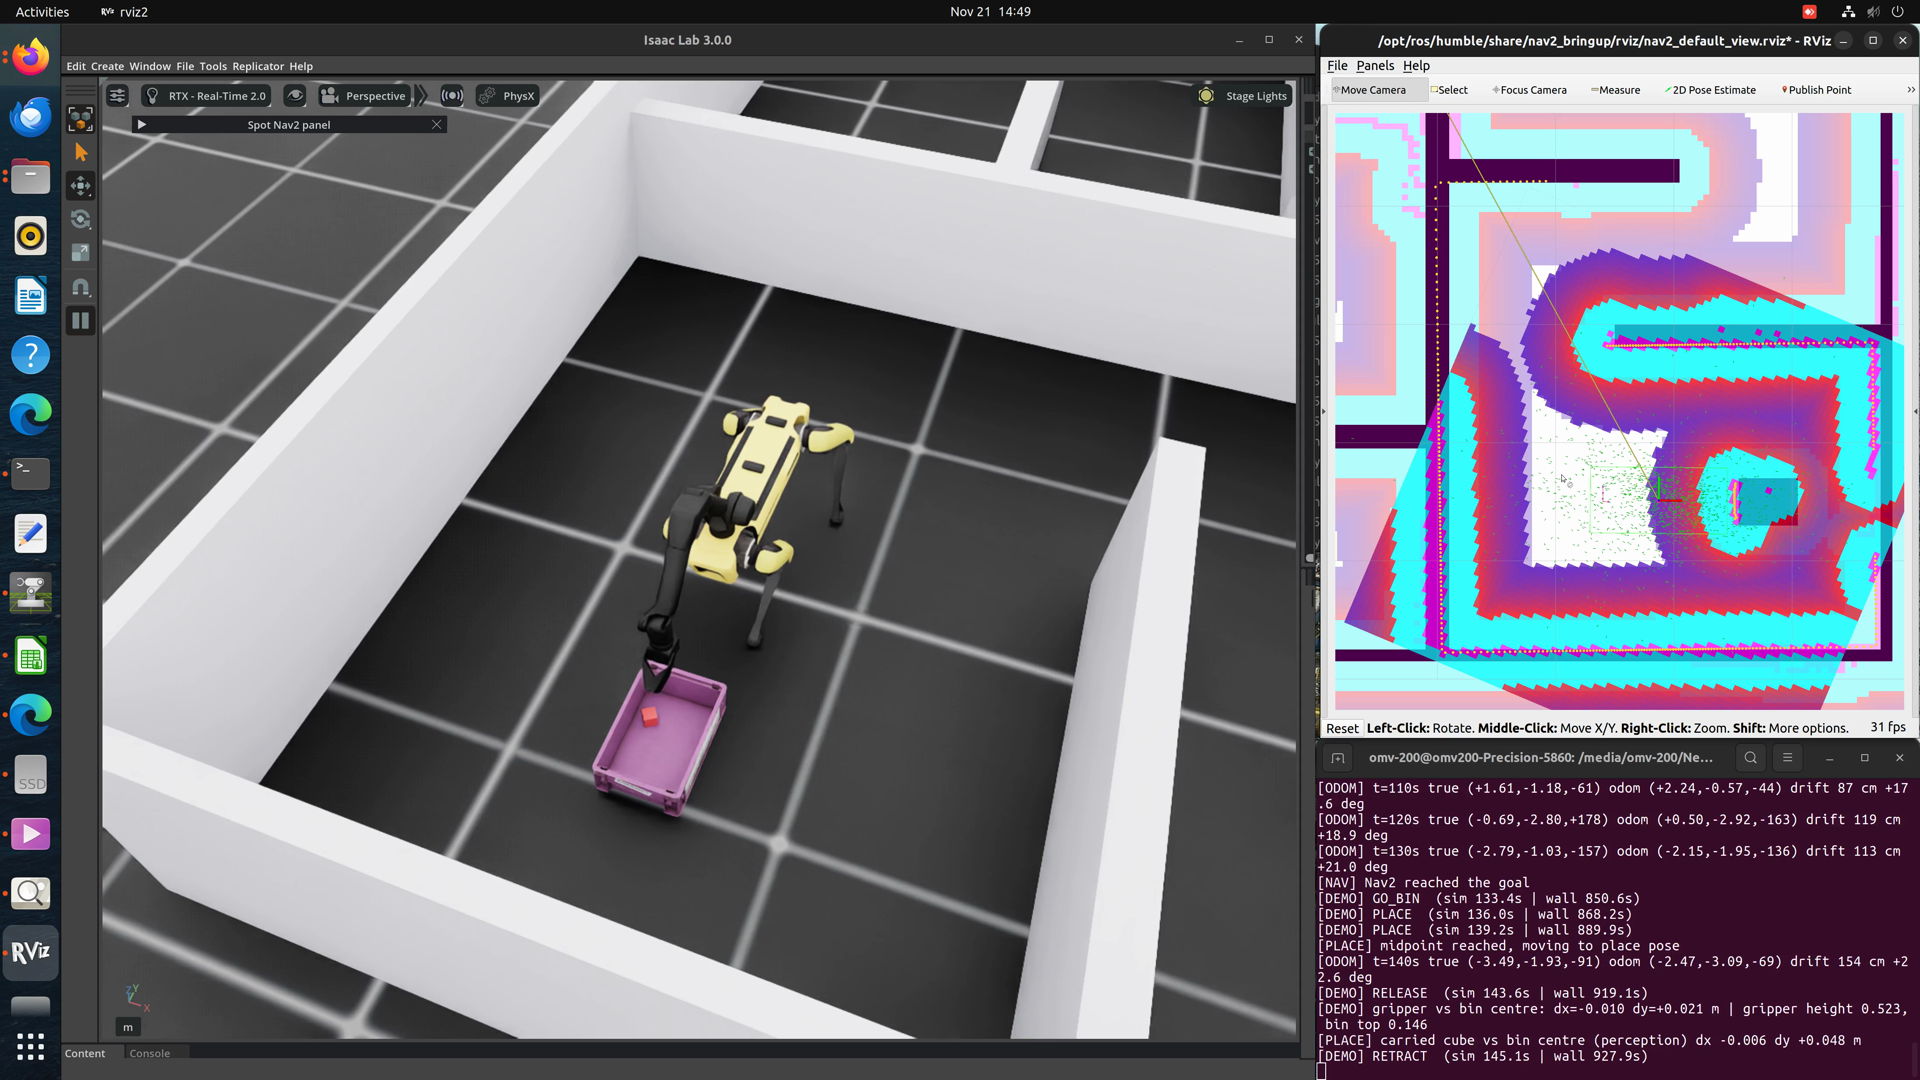 Activities
rviz2
Nov 21 14:49
Isaac Lab 3.0.0
Edit Create Window File Tools Replicator Help
RTX - Real-Time 2.0
Perspective
PhysX
Stage Lights
Spot Nav2 panel
m
Content Console
/opt/ros/humble/share/nav2_bringup/rviz/nav2_default_view.rviz* - RViz
File Panels Help
Move Camera Select Focus Camera Measure 2D Pose Estimate Publish Point
Reset Left-Click: Rotate. Middle-Click: Move X/Y. Right-Click: Zoom. Shift: More options. 31 fps
SSD
RViz
omv-200@omv200-Precision-5860: /media/omv-200/Ne...
[ODOM] t=110s true (+1.61,-1.18,-61) odom (+2.24,-0.57,-44) drift 87 cm +17
.6 deg
[ODOM] t=120s true (-0.69,-2.80,+178) odom (+0.50,-2.92,-163) drift 119 cm
+18.9 deg
[ODOM] t=130s true (-2.79,-1.03,-157) odom (-2.15,-1.95,-136) drift 113 cm
+21.0 deg
[NAV] Nav2 reached the goal
[DEMO] GO_BIN (sim 133.4s | wall 850.6s)
[DEMO] PLACE (sim 136.0s | wall 868.2s)
[DEMO] PLACE (sim 139.2s | wall 889.9s)
[PLACE] midpoint reached, moving to place pose
[ODOM] t=140s true (-3.49,-1.93,-91) odom (-2.47,-3.09,-69) drift 154 cm +2
2.6 deg
[DEMO] RELEASE (sim 143.6s | wall 919.1s)
[DEMO] gripper vs bin centre: dx=-0.010 dy=+0.021 m | gripper height 0.523,
bin top 0.146
[PLACE] carried cube vs bin centre (perception) dx -0.006 dy +0.048 m
[DEMO] RETRACT (sim 145.1s | wall 927.9s)